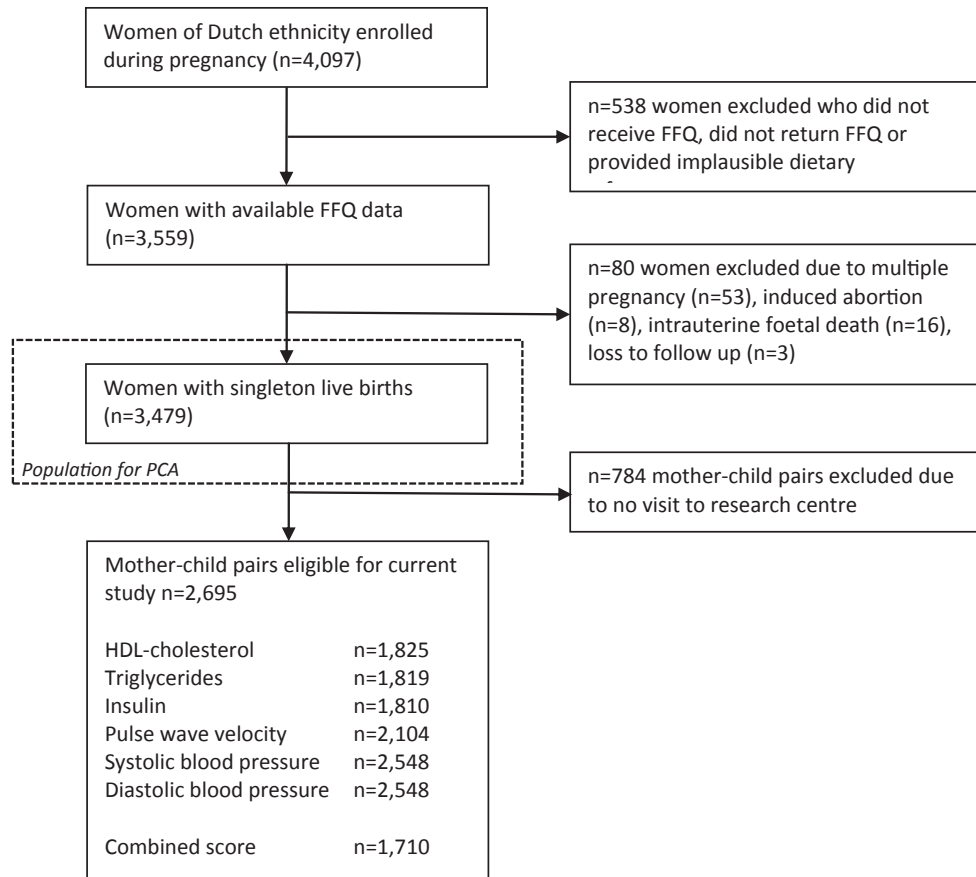 Women of Dutch ethnicity enrolled
during pregnancy (n=4,097)
n=538 women excluded who did not
receive FFQ, did not return FFQ or
provided implausible dietary
Women with available FFQ data
(n=3,559)
n=80 women excluded due to multiple
pregnancy (n=53), induced abortion
(n=8), intrauterine foetal death (n=16),
loss to follow up (n=3)
Women with singleton live births
(n=3,479)
Population for PCA
n=784 mother-child pairs excluded due
to no visit to research centre
Mother-child pairs eligible for current
study n=2,695
HDL-cholesterol n=1,825
Triglycerides n=1,819
Insulin n=1,810
Pulse wave velocity n=2,104
Systolic blood pressure n=2,548
Diastolic blood pressure n=2,548
Combined score n=1,710